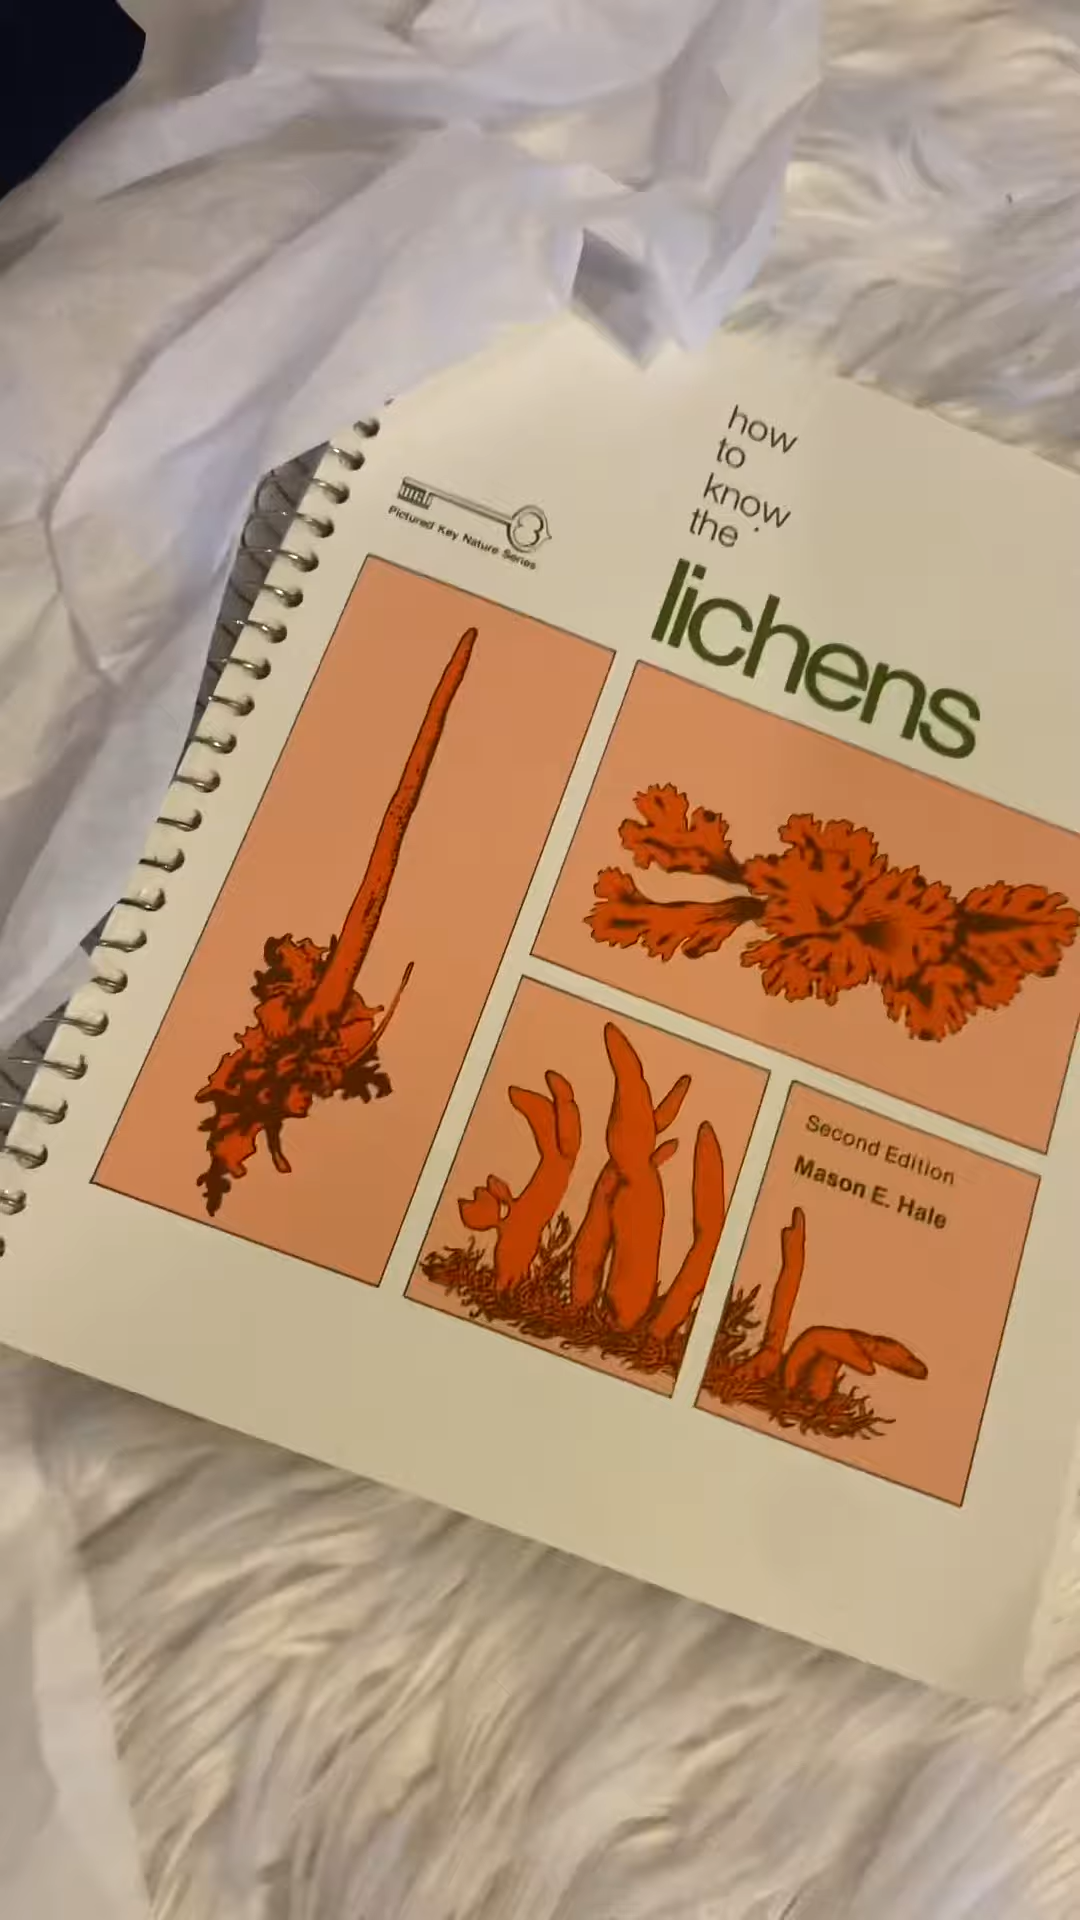 how
to
know
the
lichens
Pictured Key Nature Series
Second Edition
Mason E. Hale